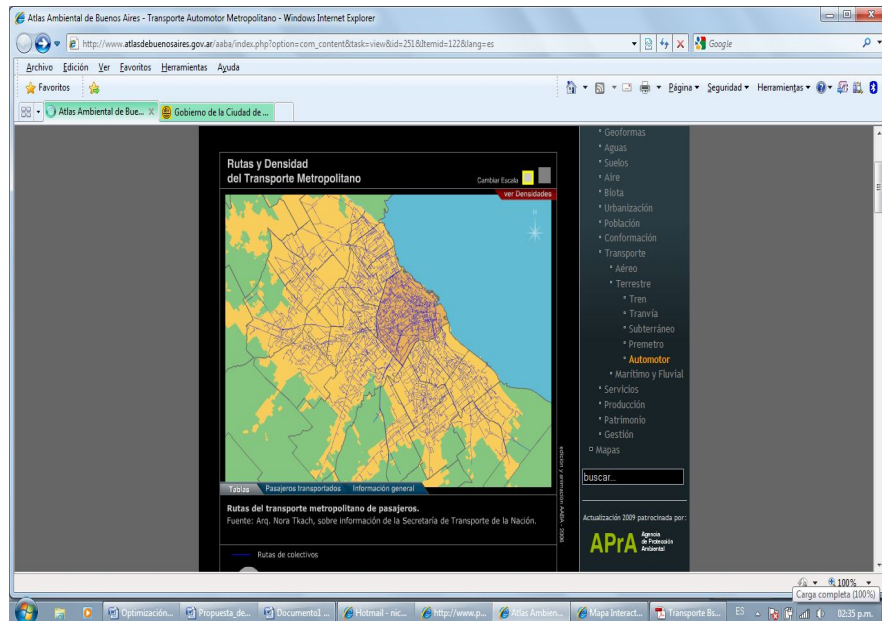 Atlas Ambiental de Buenos Aires - Transporte Automotor Metropolitano - Windows Internet Explorer
http://www.atlasdebuenosaires.gov.ar/aaba/index.php?option=com_content&task=view&id=251&Itemid=122&lang=es
Google
Archivo Edición Ver Favoritos Herramientas Ayuda
Favoritos
Página Seguridad Herramientas
Atlas Ambiental de Bue... x
Gobierno de la Ciudad de ...
Rutas y Densidad
del Transporte Metropolitano
Cambiar Escala
ver Densidades
N
Tablas Pasajeros transportados Información general
edición y animación AABA - 2006
Rutas del transporte metropolitano de pasajeros.
Fuente: Arq. Nora Tkach, sobre información de la Secretaría de Transporte de la Nación.
Rutas de colectivos
Geoformas
Aguas
Suelos
Aire
Biota
Urbanización
Población
Conformación
Transporte
Aéreo
Terrestre
Tren
Tranvía
Subterráneo
Premetro
Automotor
Marítimo y Fluvial
Servicios
Producción
Patrimonio
Gestión
Mapas
buscar...
Actualización 2009 patrocinada por:
APrA Agencia de Protección Ambiental
100%
Carga completa (100%)
Optimización... Propuesta_de... Documento1 ... Hotmail - nic... http://www.p... Atlas Ambien... Mapa Interact... Transporte Bs... ES 02:35 p.m.